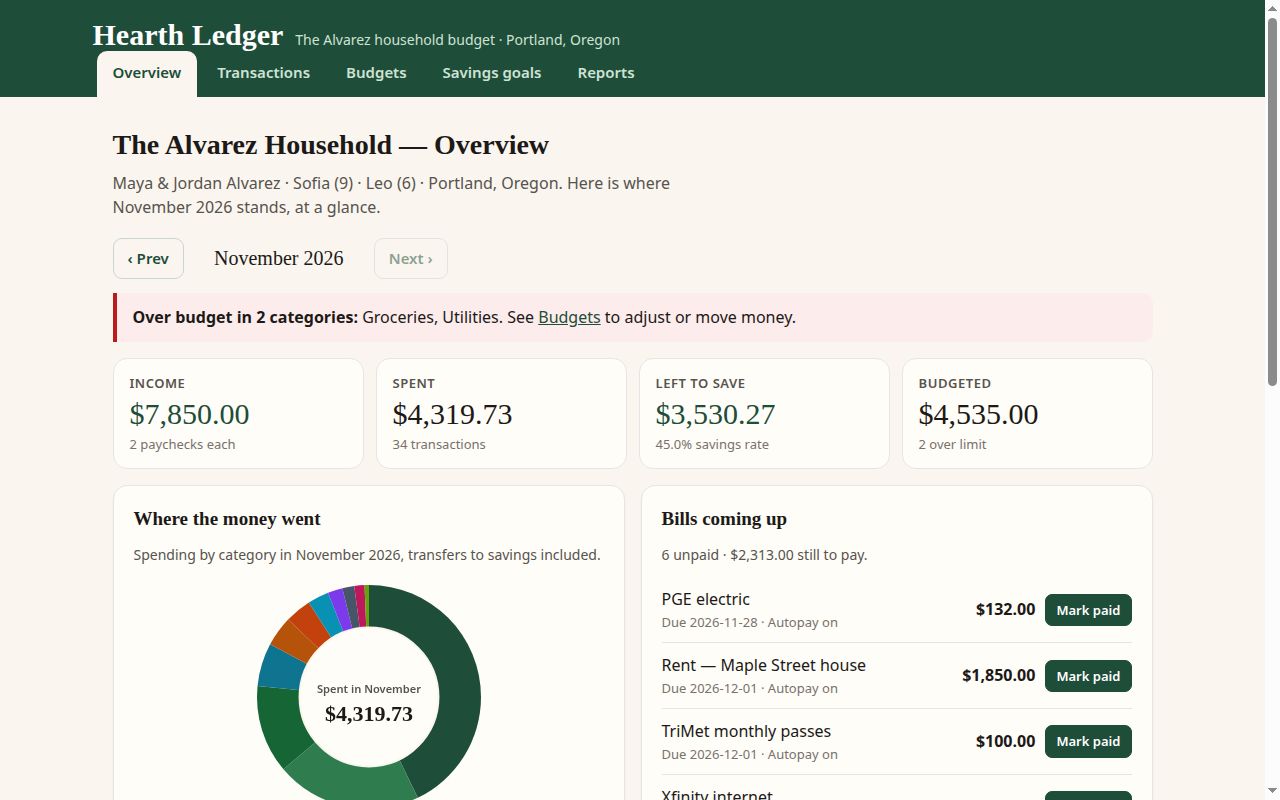 Hearth Ledger The Alvarez household budget · Portland, Oregon
Overview Transactions Budgets Savings goals Reports
The Alvarez Household — Overview
Maya & Jordan Alvarez · Sofia (9) · Leo (6) · Portland, Oregon. Here is where
November 2026 stands, at a glance.
‹ Prev November 2026 Next ›
Over budget in 2 categories: Groceries, Utilities. See Budgets to adjust or move money.
INCOME
$7,850.00
2 paychecks each
SPENT
$4,319.73
34 transactions
LEFT TO SAVE
$3,530.27
45.0% savings rate
BUDGETED
$4,535.00
2 over limit
Where the money went
Spending by category in November 2026, transfers to savings included.
Spent in November
$4,319.73
Bills coming up
6 unpaid · $2,313.00 still to pay.
PGE electric
Due 2026-11-28 · Autopay on
$132.00 Mark paid
Rent — Maple Street house
Due 2026-12-01 · Autopay on
$1,850.00 Mark paid
TriMet monthly passes
Due 2026-12-01 · Autopay on
$100.00 Mark paid
Xfinity internet